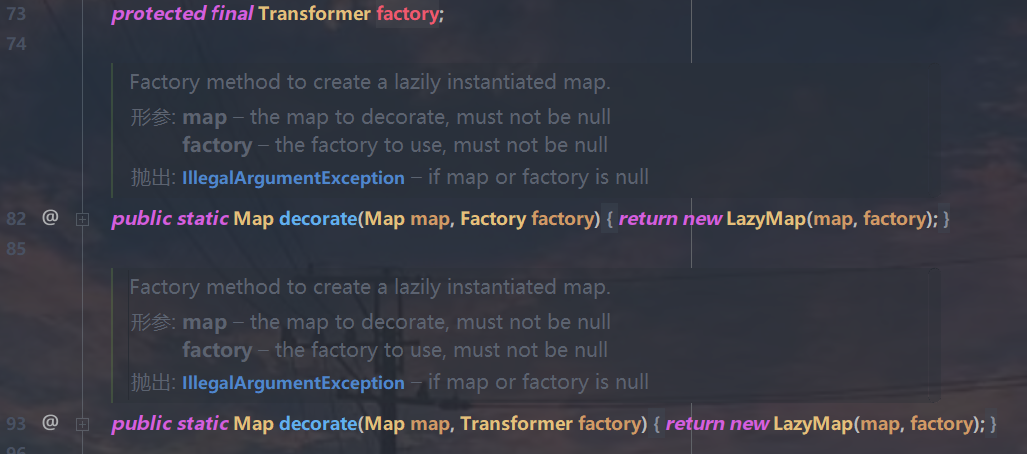 73 protected final Transformer factory;
74
Factory method to create a lazily instantiated map.
形参: map – the map to decorate, must not be null
factory – the factory to use, must not be null
抛出: IllegalArgumentException – if map or factory is null
82 @ public static Map decorate(Map map, Factory factory) { return new LazyMap(map, factory); }
85
Factory method to create a lazily instantiated map.
形参: map – the map to decorate, must not be null
factory – the factory to use, must not be null
抛出: IllegalArgumentException – if map or factory is null
93 @ public static Map decorate(Map map, Transformer factory) { return new LazyMap(map, factory); }
96